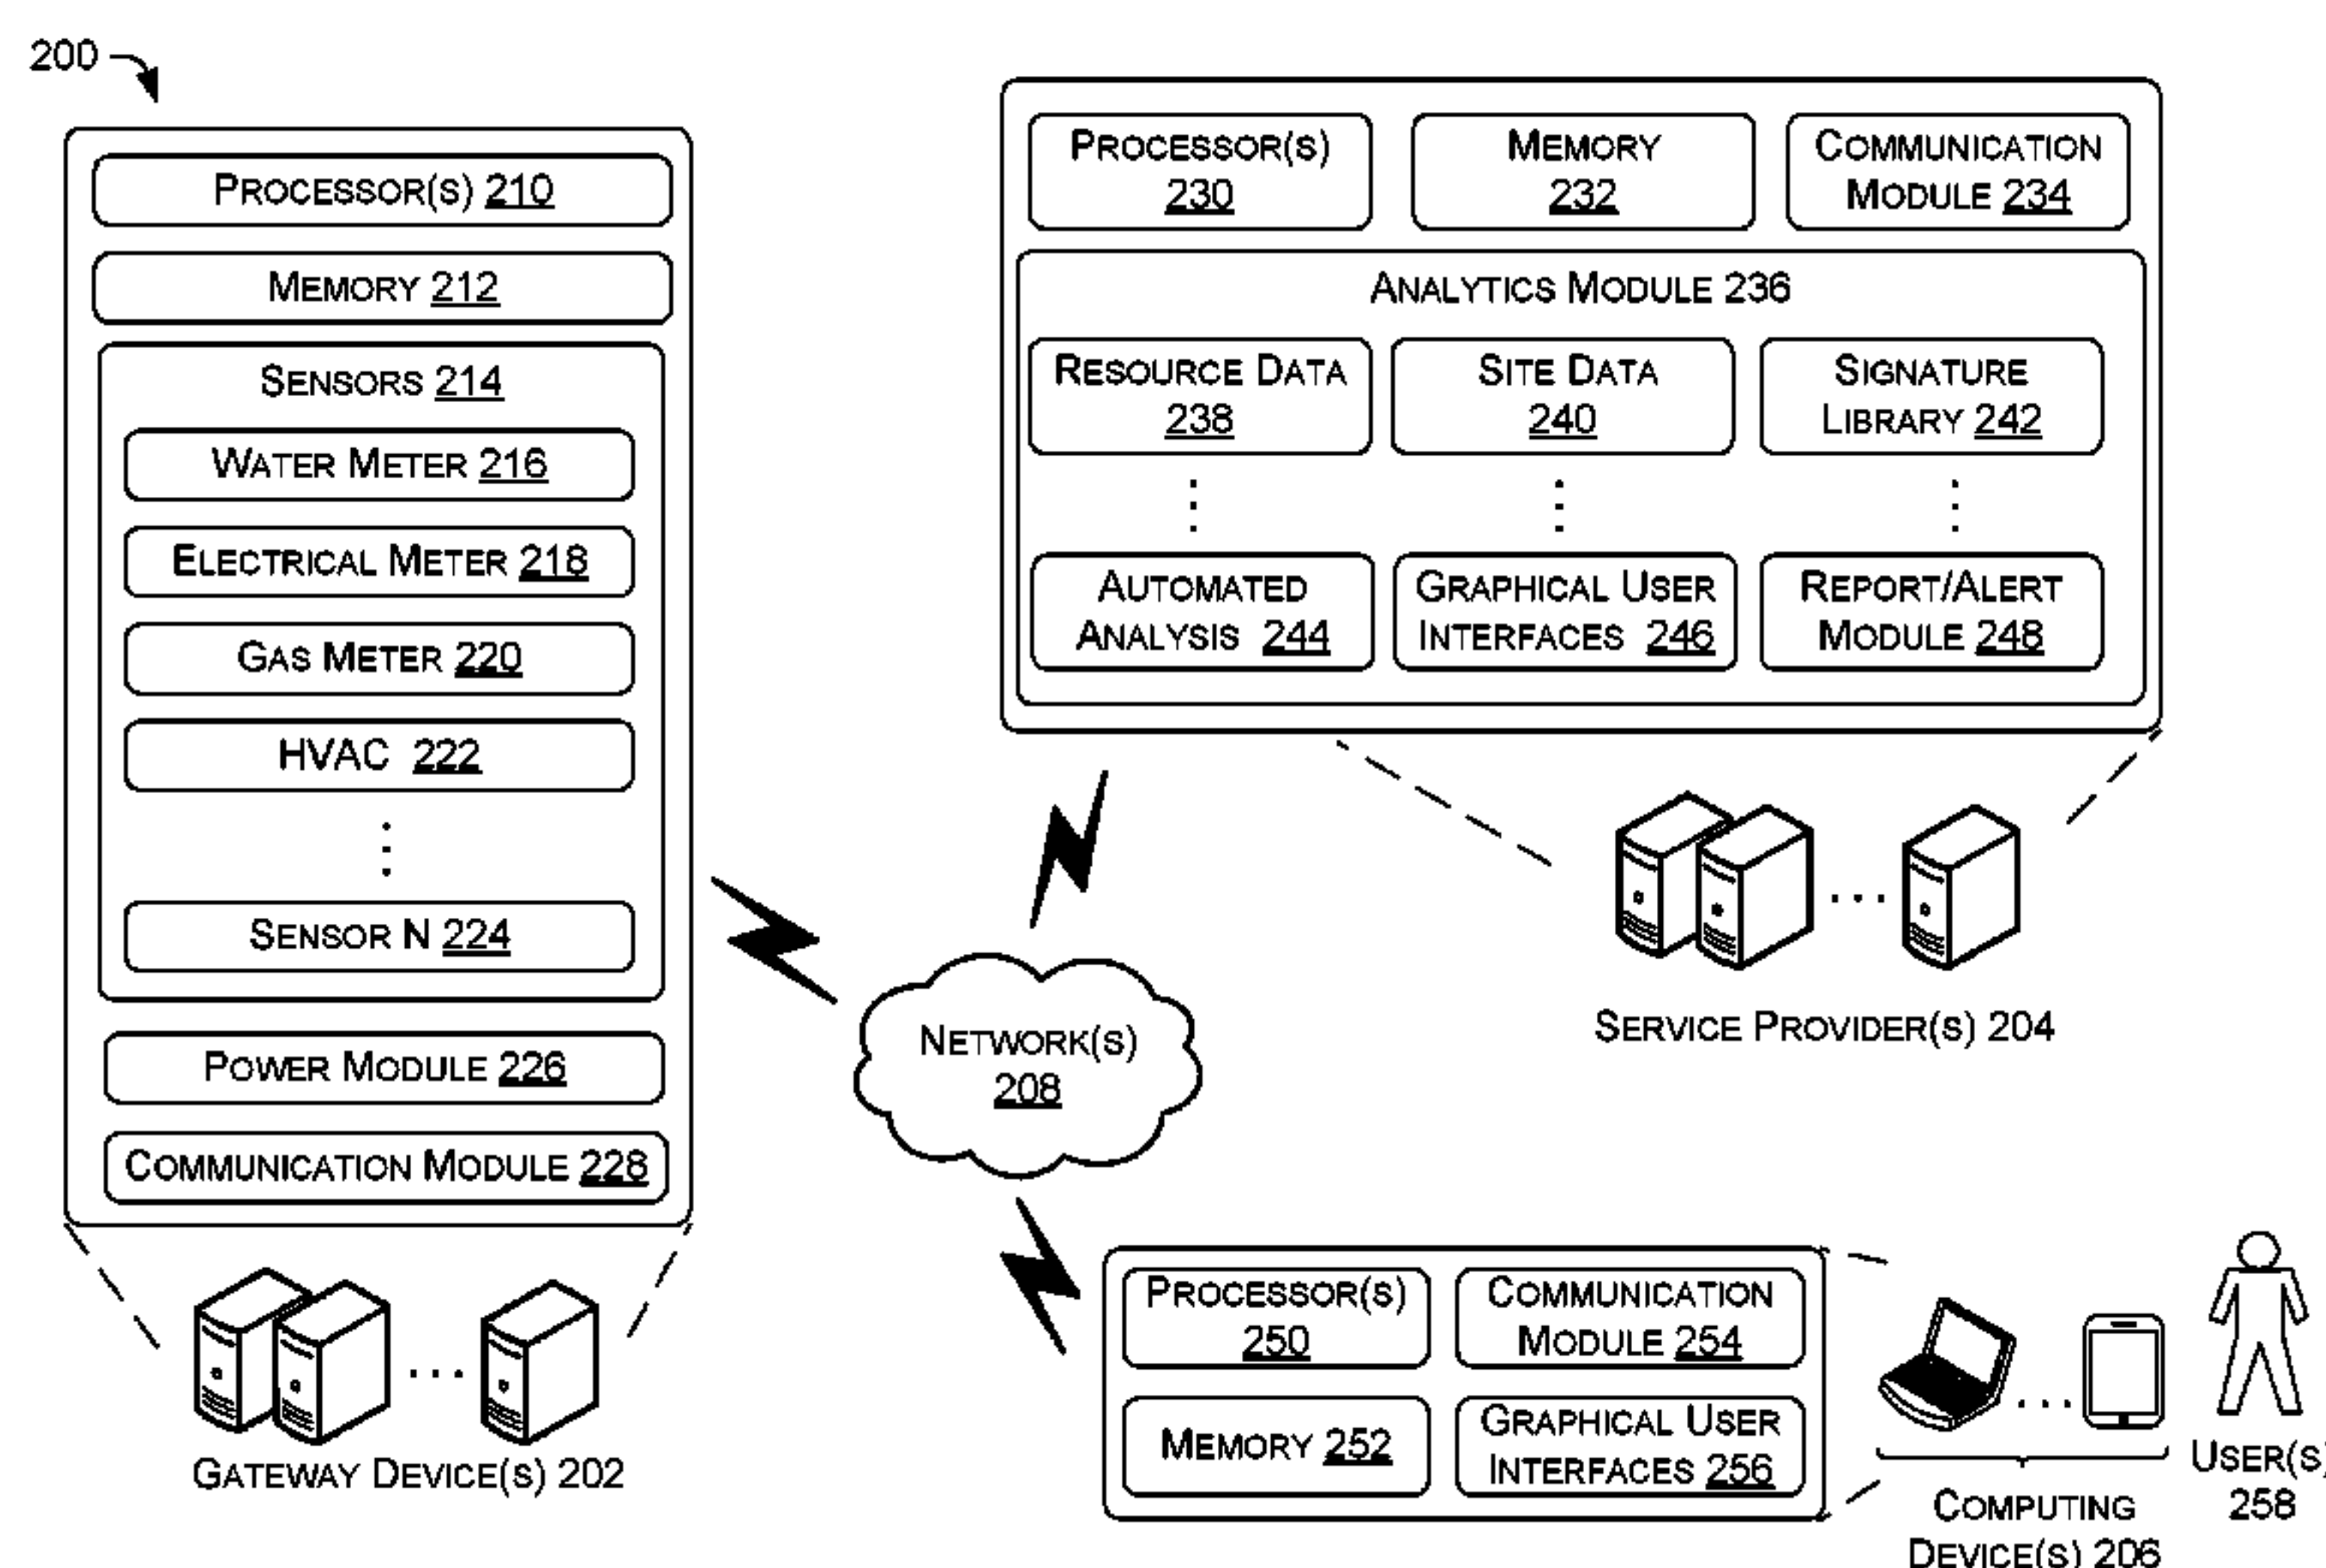 200
PROCESSOR(S) 210
MEMORY 212
SENSORS 214
WATER METER 216
ELECTRICAL METER 218
GAS METER 220
HVAC 222
SENSOR N 224
POWER MODULE 226
COMMUNICATION MODULE 228
GATEWAY DEVICE(S) 202
PROCESSOR(S)
230
MEMORY
232
COMMUNICATION
MODULE 234
ANALYTICS MODULE 236
RESOURCE DATA
238
SITE DATA
240
SIGNATURE
LIBRARY 242
AUTOMATED
ANALYSIS 244
GRAPHICAL USER
INTERFACES 246
REPORT/ALERT
MODULE 248
SERVICE PROVIDER(S) 204
NETWORK(S)
208
PROCESSOR(S)
250
COMMUNICATION
MODULE 254
MEMORY 252
GRAPHICAL USER
INTERFACES 256
COMPUTING
DEVICE(S) 206
USER(S)
258